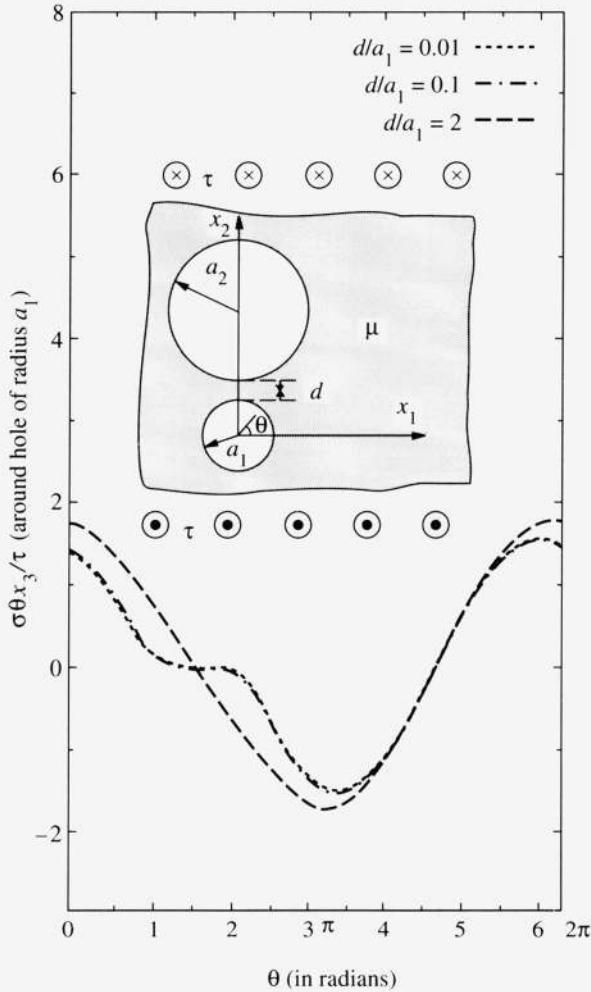 8
6
4
2
0
−2
σθx₃/τ (around hole of radius a₁)
d/a₁ = 0.01
d/a₁ = 0.1
d/a₁ = 2
τ
x₂
a₂
μ
d
θ
x₁
a₁
τ
0 1 2 3 π 4 5 6 2π
θ (in radians)